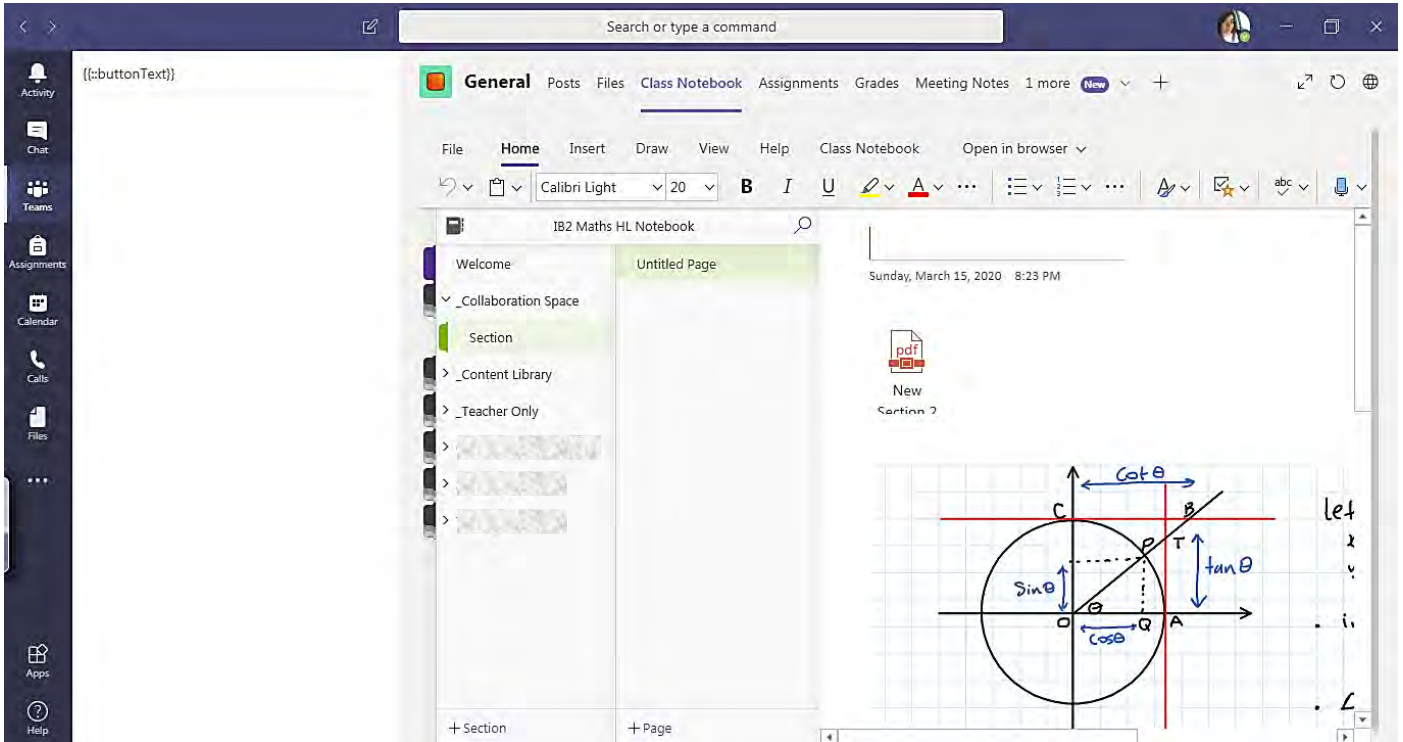 Search or type a command
Activity
Chat
Teams
Assignments
Calendar
Calls
Files
Apps
Help
{{::buttonText}}
General Posts Files Class Notebook Assignments Grades Meeting Notes 1 more New
File Home Insert Draw View Help Class Notebook Open in browser
Calibri Light 20 B I U A abc
IB2 Maths HL Notebook
Welcome
_Collaboration Space
Section
_Content Library
_Teacher Only
+ Section
Untitled Page
+ Page
Sunday, March 15, 2020 8:23 PM
pdf
New
Section 2
cot θ
C B
P T
tan θ
sin θ
θ
O Q A
cos θ
let